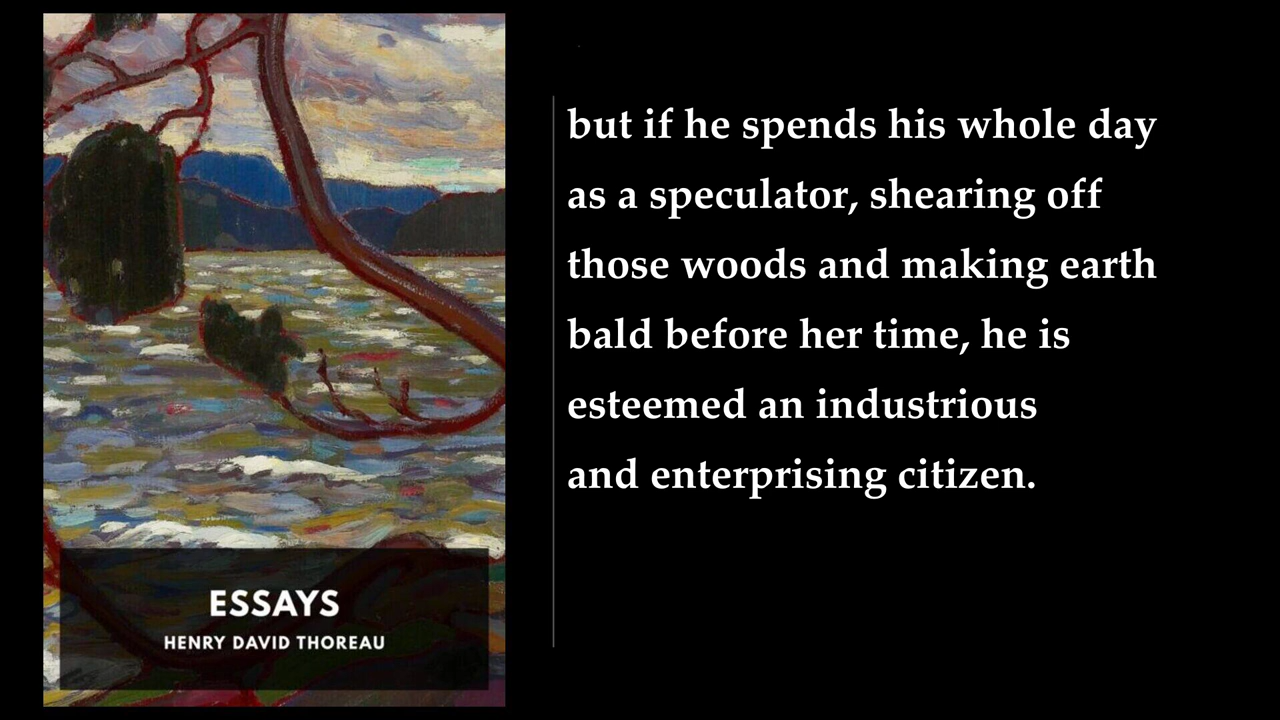 ESSAYS
HENRY DAVID THOREAU
but if he spends his whole day
as a speculator, shearing off
those woods and making earth
bald before her time, he is
esteemed an industrious
and enterprising citizen.